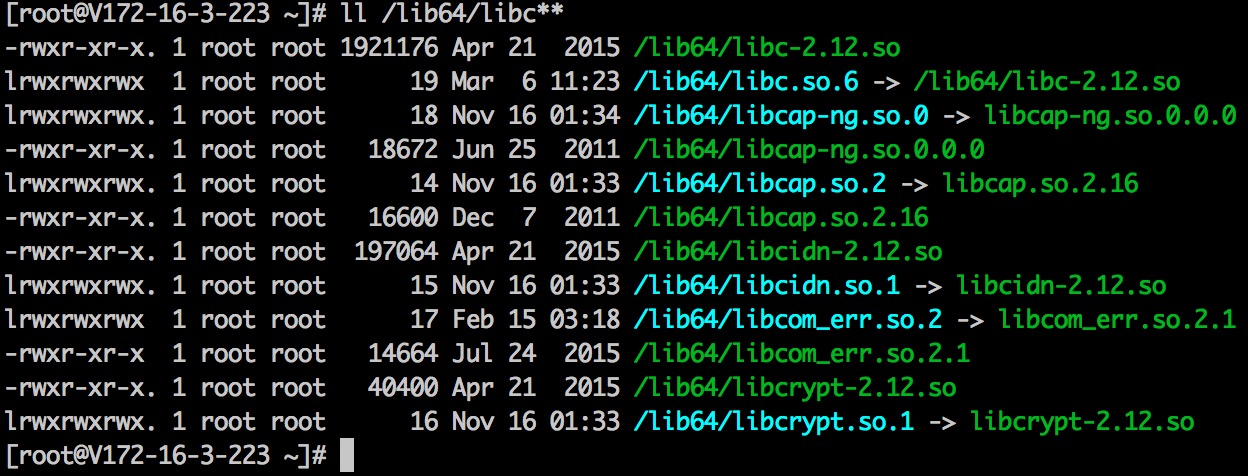 [root@V172-16-3-223 ~]# ll /lib64/libc**
-rwxr-xr-x. 1 root root 1921176 Apr 21  2015 /lib64/libc-2.12.so
lrwxrwxrwx  1 root root      19 Mar  6 11:23 /lib64/libc.so.6 -> /lib64/libc-2.12.so
lrwxrwxrwx. 1 root root      18 Nov 16 01:34 /lib64/libcap-ng.so.0 -> libcap-ng.so.0.0.0
-rwxr-xr-x. 1 root root   18672 Jun 25  2011 /lib64/libcap-ng.so.0.0.0
lrwxrwxrwx. 1 root root      14 Nov 16 01:33 /lib64/libcap.so.2 -> libcap.so.2.16
-rwxr-xr-x. 1 root root   16600 Dec  7  2011 /lib64/libcap.so.2.16
-rwxr-xr-x. 1 root root  197064 Apr 21  2015 /lib64/libcidn-2.12.so
lrwxrwxrwx. 1 root root      15 Nov 16 01:33 /lib64/libcidn.so.1 -> libcidn-2.12.so
lrwxrwxrwx  1 root root      17 Feb 15 03:18 /lib64/libcom_err.so.2 -> libcom_err.so.2.1
-rwxr-xr-x  1 root root   14664 Jul 24  2015 /lib64/libcom_err.so.2.1
-rwxr-xr-x. 1 root root   40400 Apr 21  2015 /lib64/libcrypt-2.12.so
lrwxrwxrwx. 1 root root      16 Nov 16 01:33 /lib64/libcrypt.so.1 -> libcrypt-2.12.so
[root@V172-16-3-223 ~]#